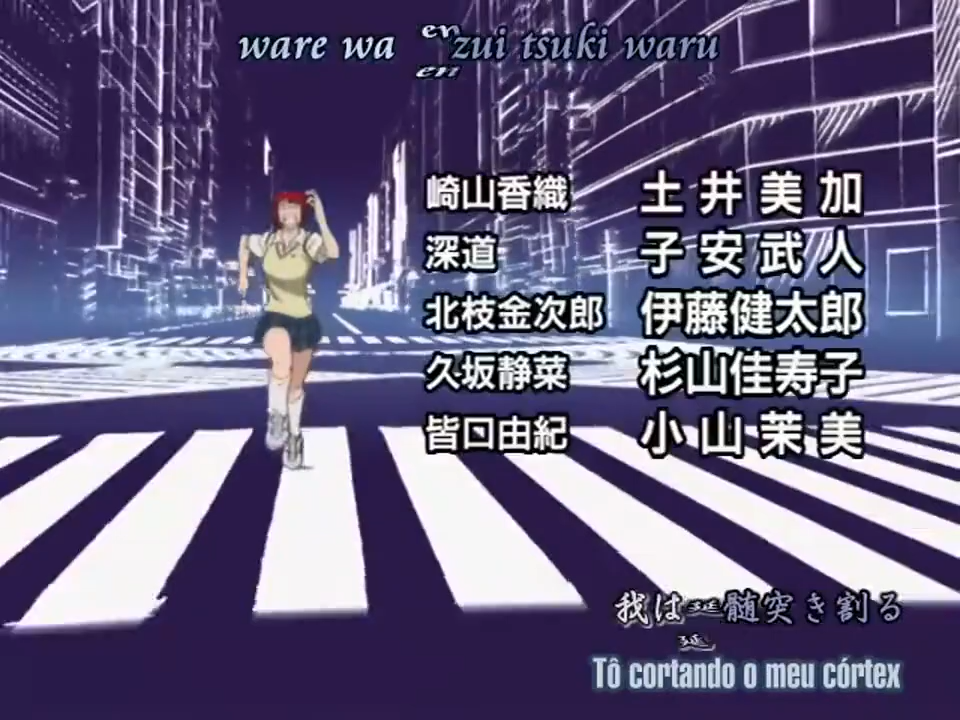 ware wa enzui tsuki waru
崎山香織 土井美加
深道 子安武人
北枝金次郎 伊藤健太郎
久坂静菜 杉山佳寿子
皆口由紀 小山茉美
我は延髄突き割る
Tô cortando o meu córtex